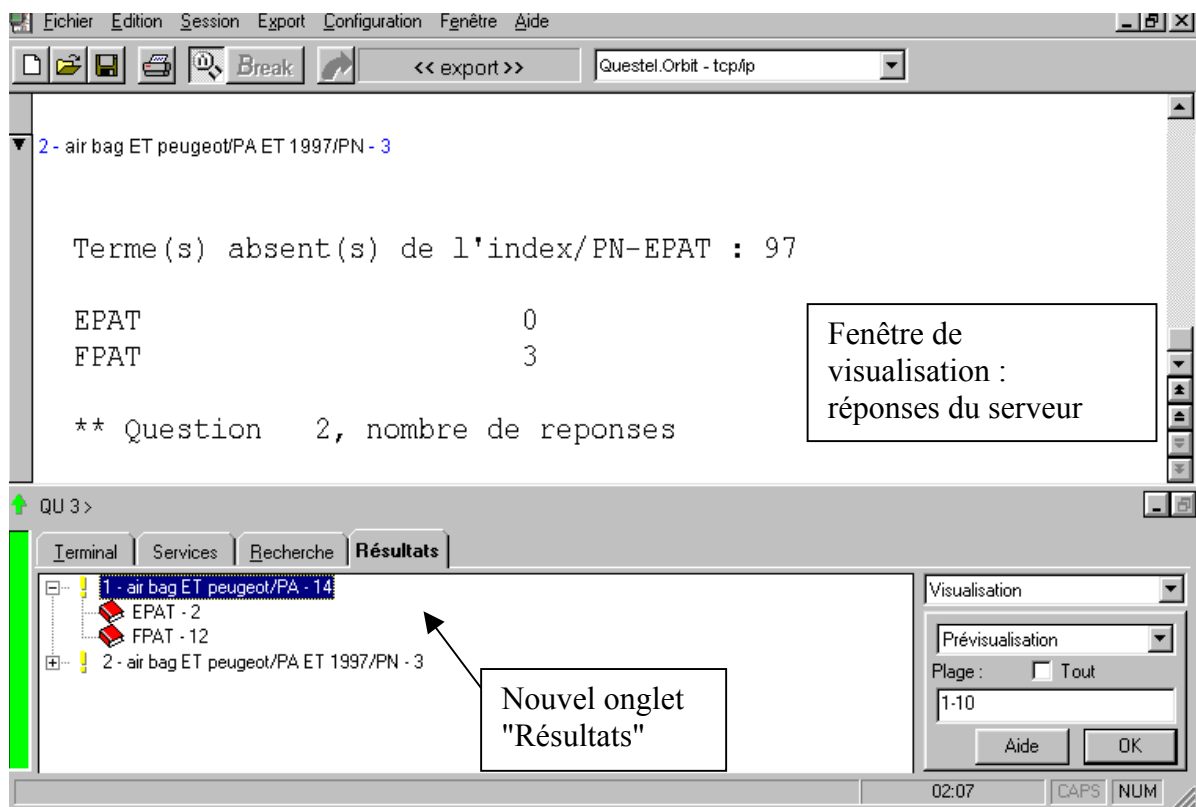 Fichier Edition Session Export Configuration Fenêtre Aide
Break << export >> Questel.Orbit - tcp/ip
2 - air bag ET peugeot/PA ET 1997/PN - 3
Terme(s) absent(s) de l'index/PN-EPAT : 97
EPAT 0
FPAT 3
** Question 2, nombre de reponses
Fenêtre de
visualisation :
réponses du serveur
QU 3 >
Terminal Services Recherche Résultats
1 - air bag ET peugeot/PA - 14
EPAT - 2
FPAT - 12
2 - air bag ET peugeot/PA ET 1997/PN - 3
Nouvel onglet
"Résultats"
Visualisation
Prévisualisation
Plage : Tout
1-10
Aide OK
02:07 CAPS NUM